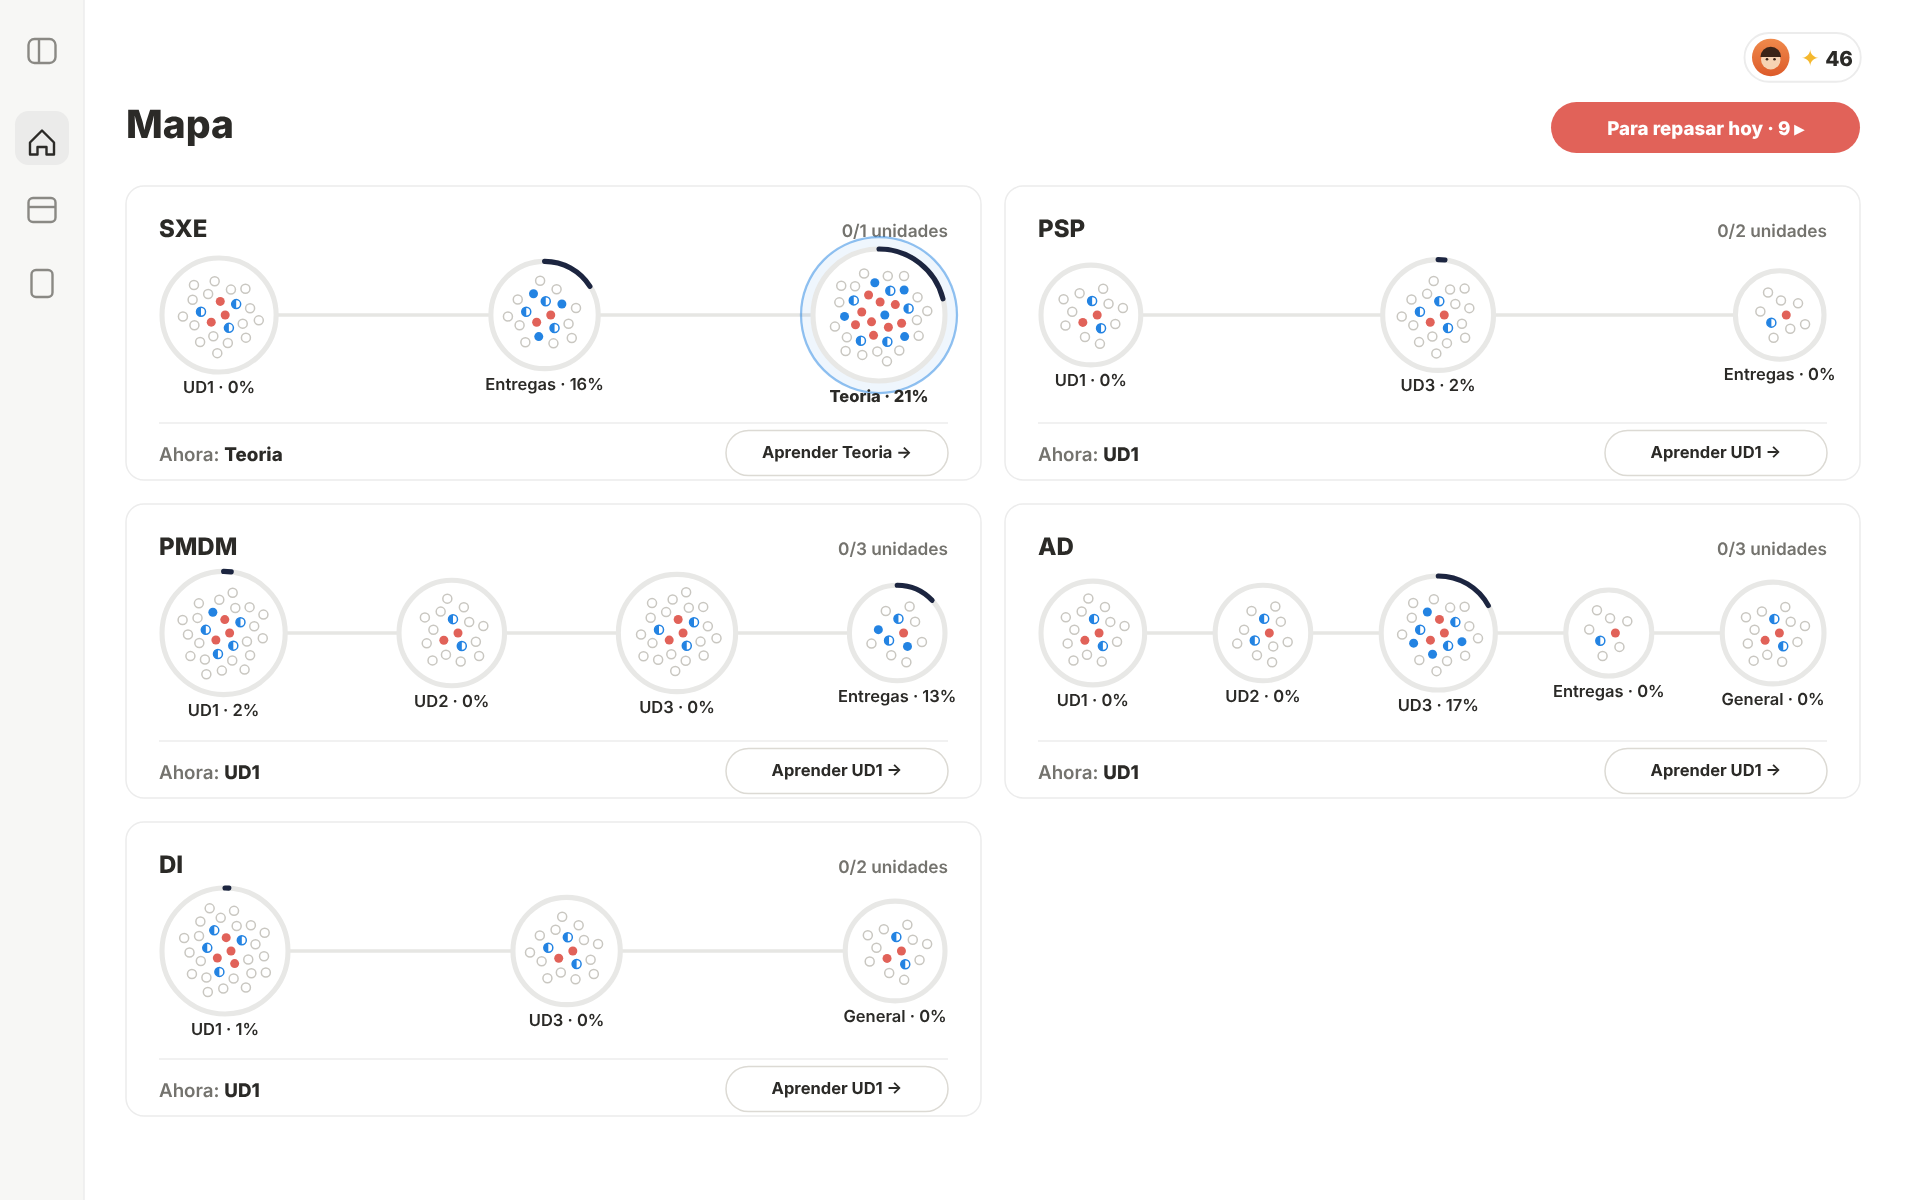 46
Mapa
Para repasar hoy · 9 ▸
SXE
0/1 unidades
UD1 · 0%
Entregas · 16%
Teoria · 21%
Ahora: Teoria
Aprender Teoria →
PSP
0/2 unidades
UD1 · 0%
UD3 · 2%
Entregas · 0%
Ahora: UD1
Aprender UD1 →
PMDM
0/3 unidades
UD1 · 2%
UD2 · 0%
UD3 · 0%
Entregas · 13%
Ahora: UD1
Aprender UD1 →
AD
0/3 unidades
UD1 · 0%
UD2 · 0%
UD3 · 17%
Entregas · 0%
General · 0%
Ahora: UD1
Aprender UD1 →
DI
0/2 unidades
UD1 · 1%
UD3 · 0%
General · 0%
Ahora: UD1
Aprender UD1 →